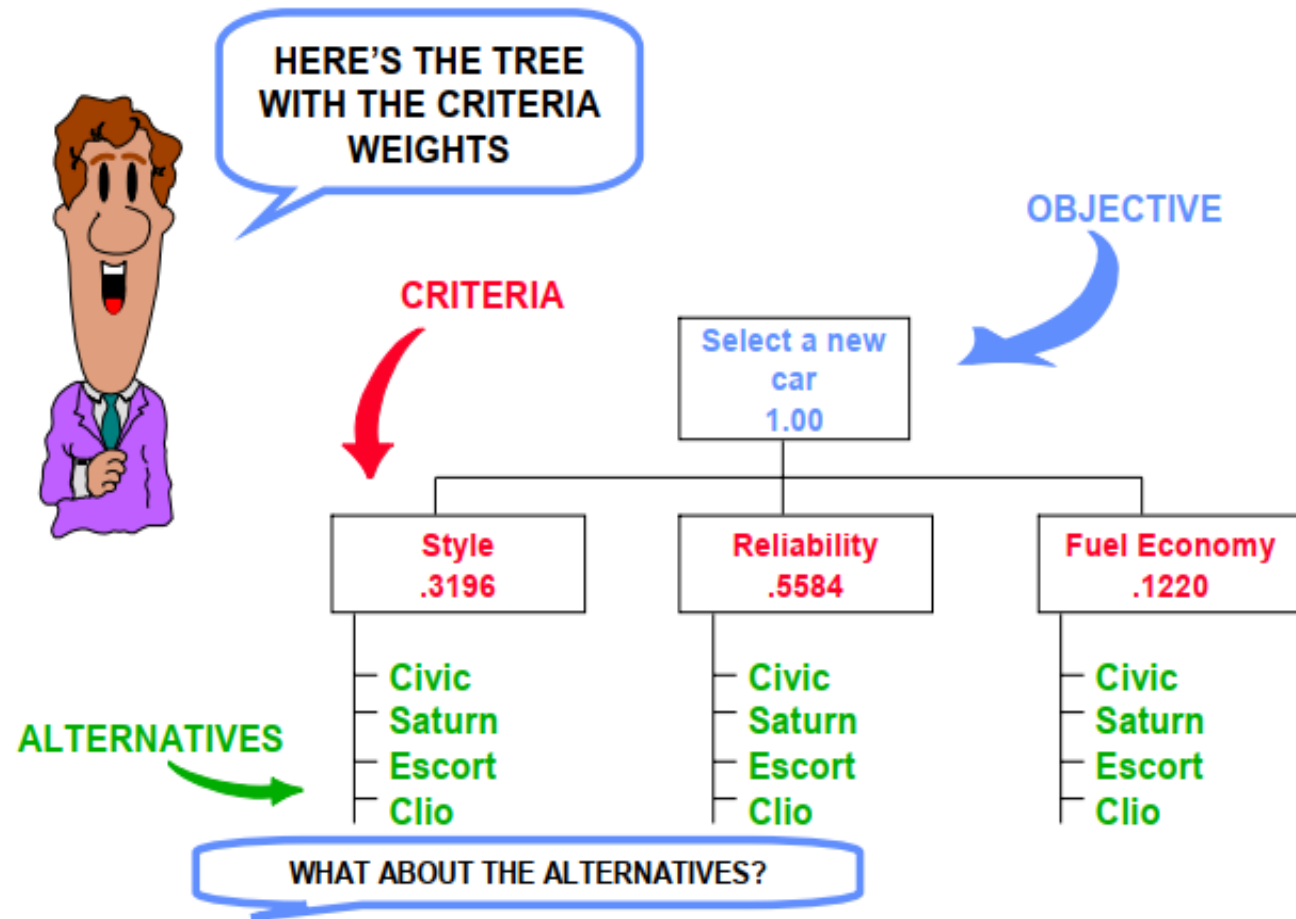 HERE'S THE TREE
WITH THE CRITERIA
WEIGHTS
OBJECTIVE
CRITERIA
Select a new
car
1.00
Style
.3196
Reliability
.5584
Fuel Economy
.1220
ALTERNATIVES
Civic
Saturn
Escort
Clio
Civic
Saturn
Escort
Clio
Civic
Saturn
Escort
Clio
WHAT ABOUT THE ALTERNATIVES?